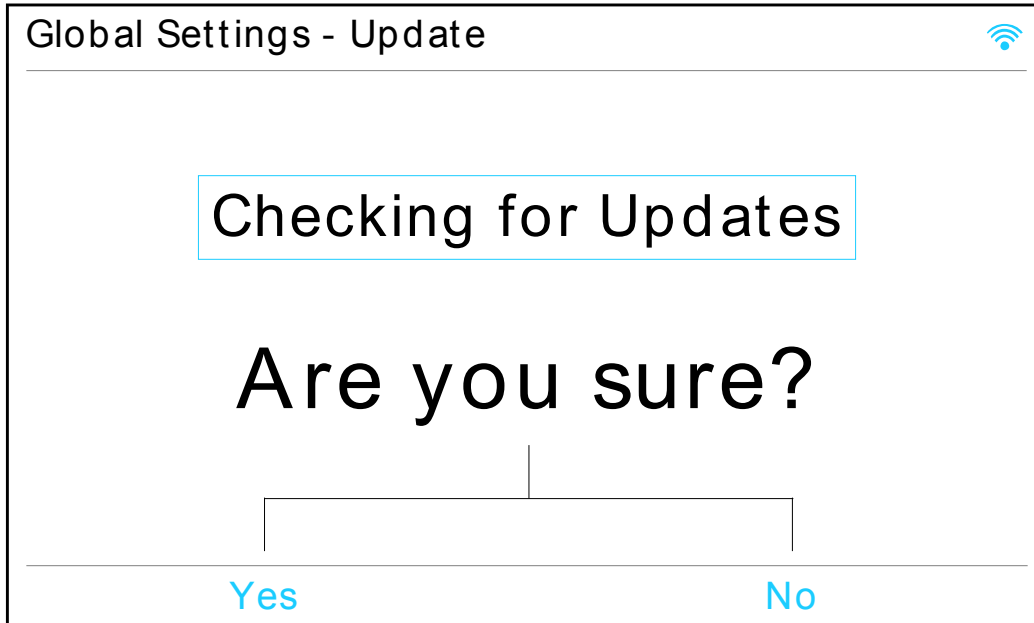 Global Settings - Update
Checking for Updates
Are you sure?
Yes No